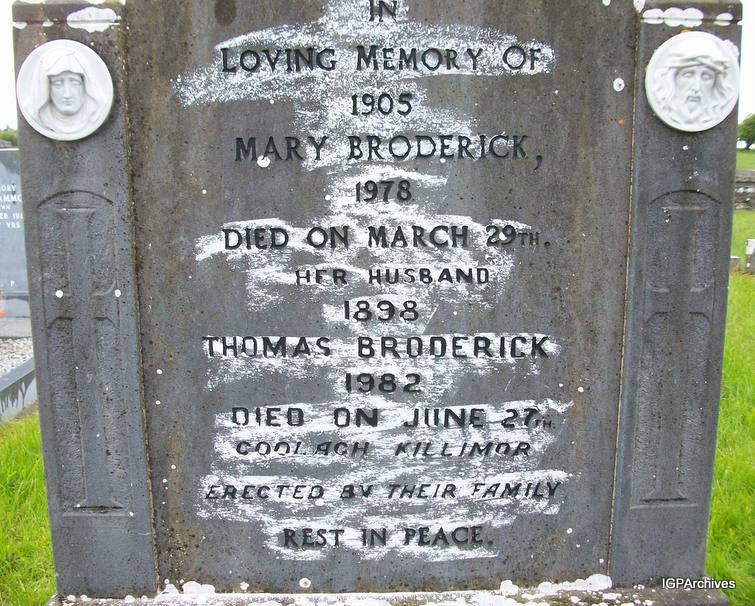 IN
LOVING MEMORY OF
1905
MARY BRODERICK,
1978
DIED ON MARCH 29TH.
HER HUSBAND
1898
THOMAS BRODERICK
1982
DIED ON JUNE 27TH
COOLAGH KILLIMOR
ERECTED BY THEIR FAMILY
REST IN PEACE.
IGPArchives